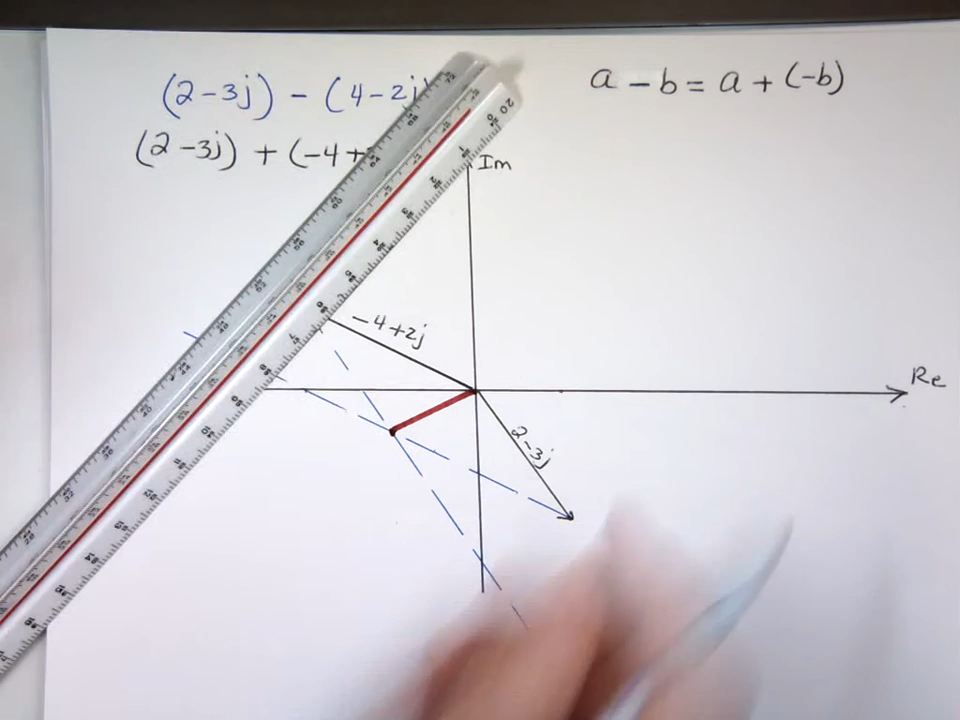 (2-3j) - (4-2j
a - b = a + (-b)
(2-3j) + (-4+
Im
-4+2j
Re
2-3j